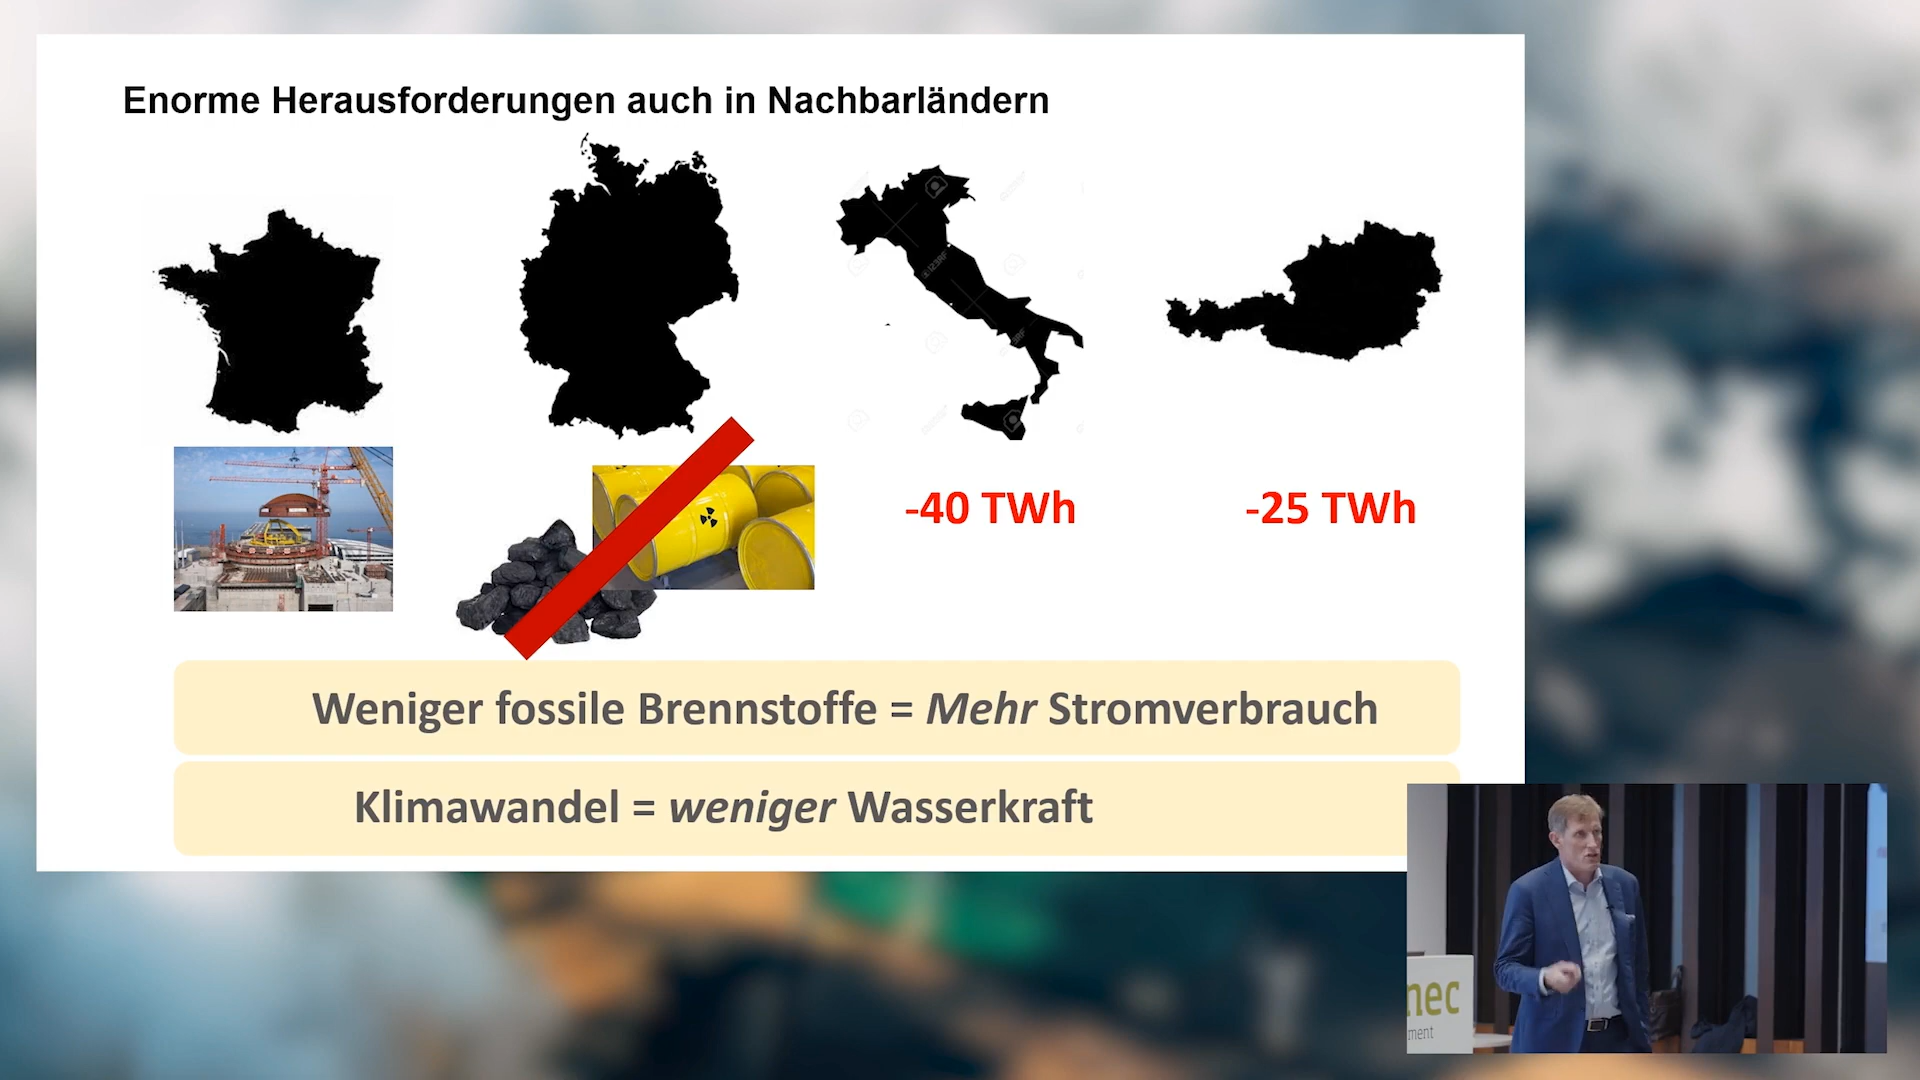 Enorme Herausforderungen auch in Nachbarländern
-40 TWh
-25 TWh
Weniger fossile Brennstoffe = Mehr Stromverbrauch
Klimawandel = weniger Wasserkraft
nec
ment